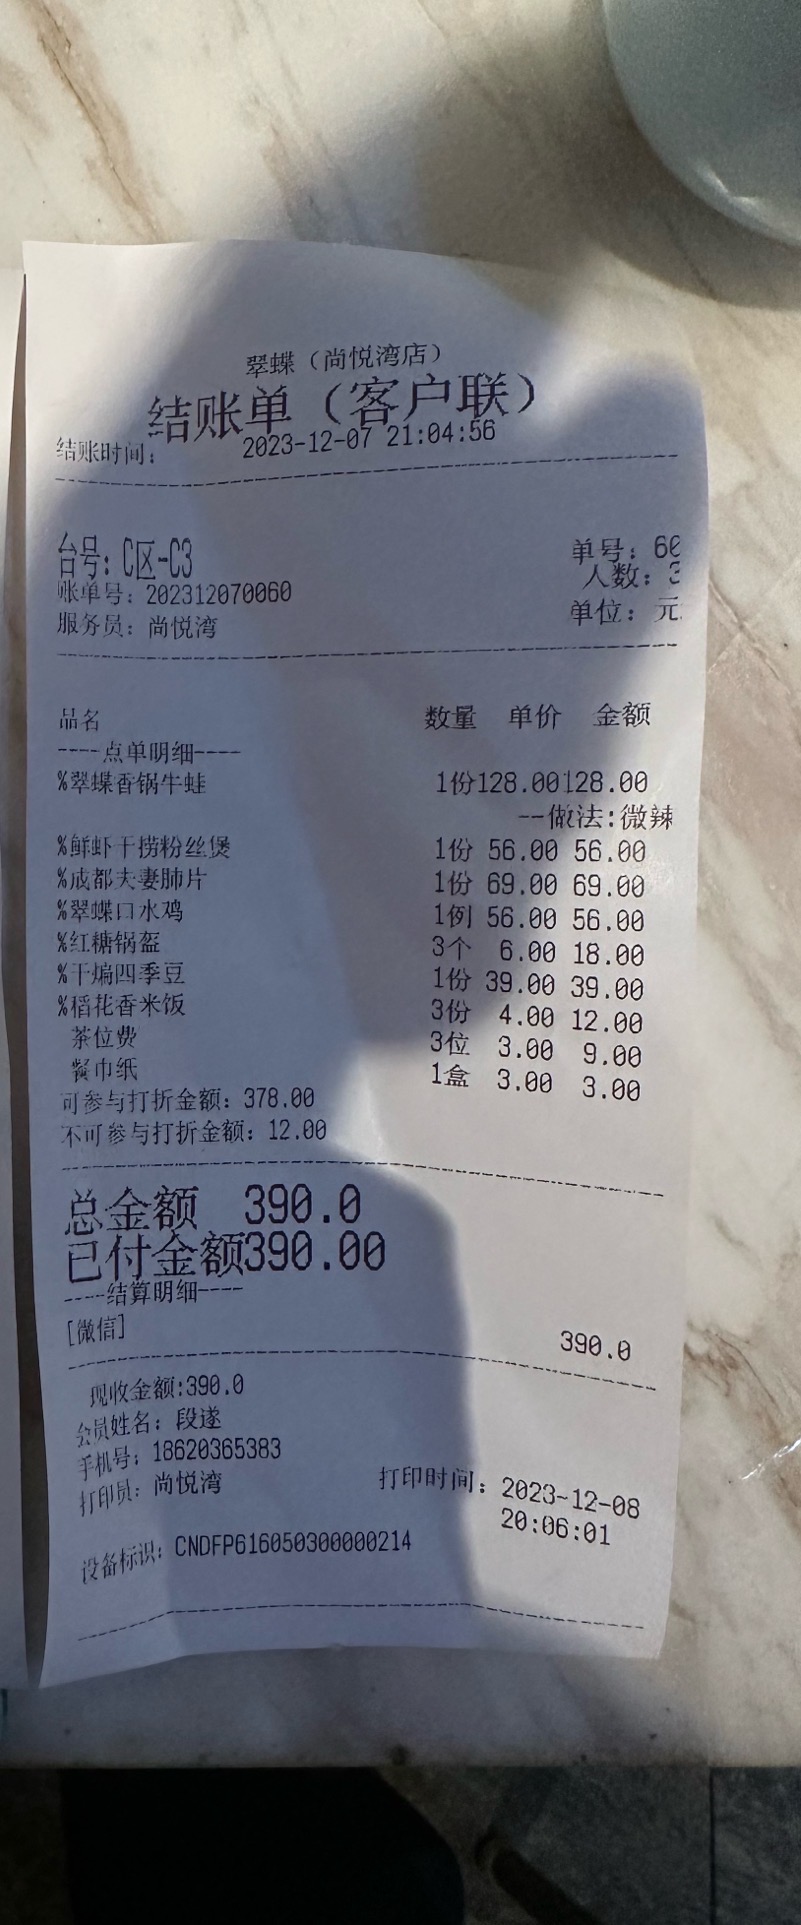 翠蝶（尚悦湾店）
结账单（客户联）
结账时间： 2023-12-07 21:04:56
台号: C区-C3 单号: 60
账单号: 202312070060 人数: 3
服务员: 尚悦湾 单位: 元
品名 数量 单价 金额
----点单明细----
%翠蝶香锅牛蛙 1份128.00128.00
--做法:微辣
%鲜虾干捞粉丝煲 1份 56.00 56.00
%成都夫妻肺片 1份 69.00 69.00
%翠蝶口水鸡 1例 56.00 56.00
%红糖锅盔 3个 6.00 18.00
%干煸四季豆 1份 39.00 39.00
%稻花香米饭 3份 4.00 12.00
茶位费 3位 3.00 9.00
餐巾纸 1盒 3.00 3.00
可参与打折金额: 378.00
不可参与打折金额: 12.00
总金额 390.0
已付金额390.00
----结算明细----
[微信] 390.0
现收金额:390.0
会员姓名: 段遂
手机号: 18620365383
打印员: 尚悦湾 打印时间: 2023-12-08
20:06:01
设备标识: CNDFP616050300000214